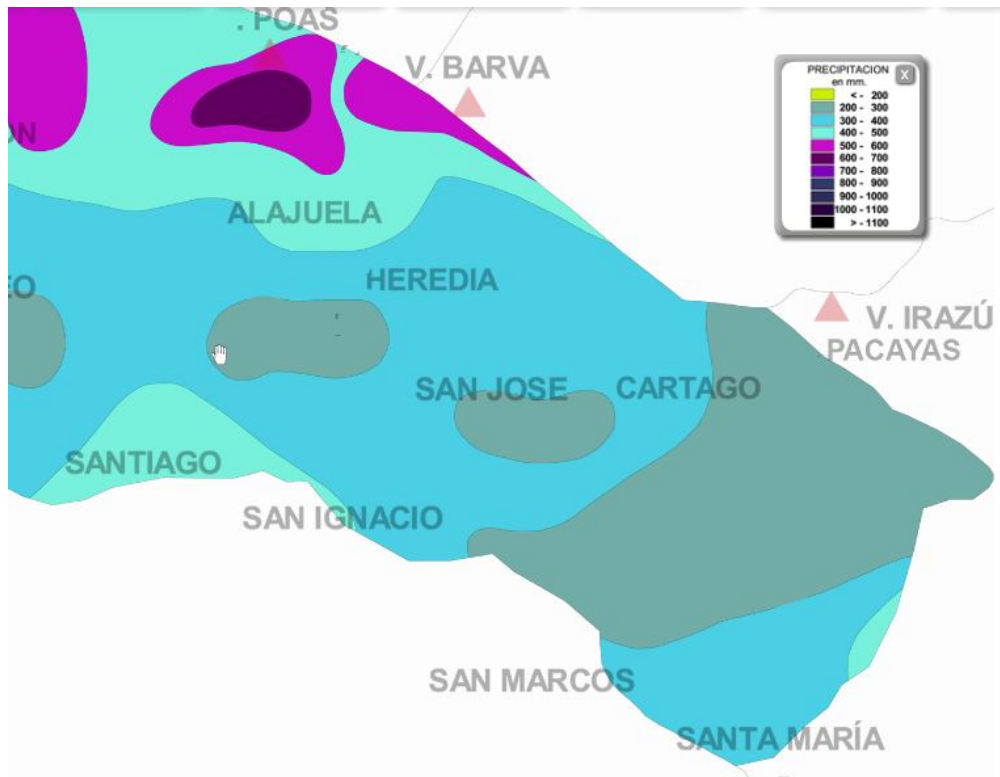 . POAS
V. BARVA
ON
ALAJUELA
HEREDIA
EO
V. IRAZÚ
PACAYAS
SAN JOSE
CARTAGO
SANTIAGO
SAN IGNACIO
SAN MARCOS
SANTA MARÍA
PRECIPITACION
X
en mm.
< - 200
200 - 300
300 - 400
400 - 500
500 - 600
600 - 700
700 - 800
800 - 900
900 - 1000
1000 - 1100
> - 1100